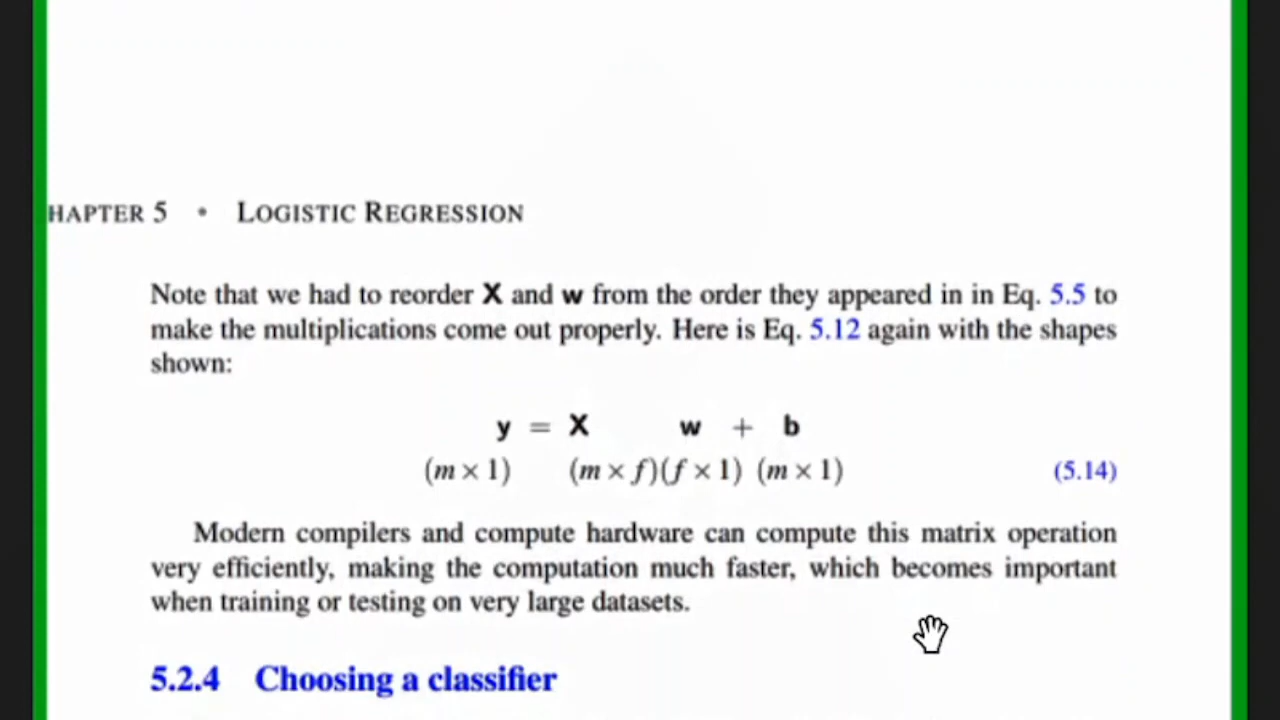 HAPTER 5 • LOGISTIC REGRESSION
Note that we had to reorder X and w from the order they appeared in in Eq. 5.5 to
make the multiplications come out properly. Here is Eq. 5.12 again with the shapes
shown:
y = X w + b
(m × 1) (m × f)(f × 1) (m × 1) (5.14)
Modern compilers and compute hardware can compute this matrix operation
very efficiently, making the computation much faster, which becomes important
when training or testing on very large datasets.
5.2.4 Choosing a classifier